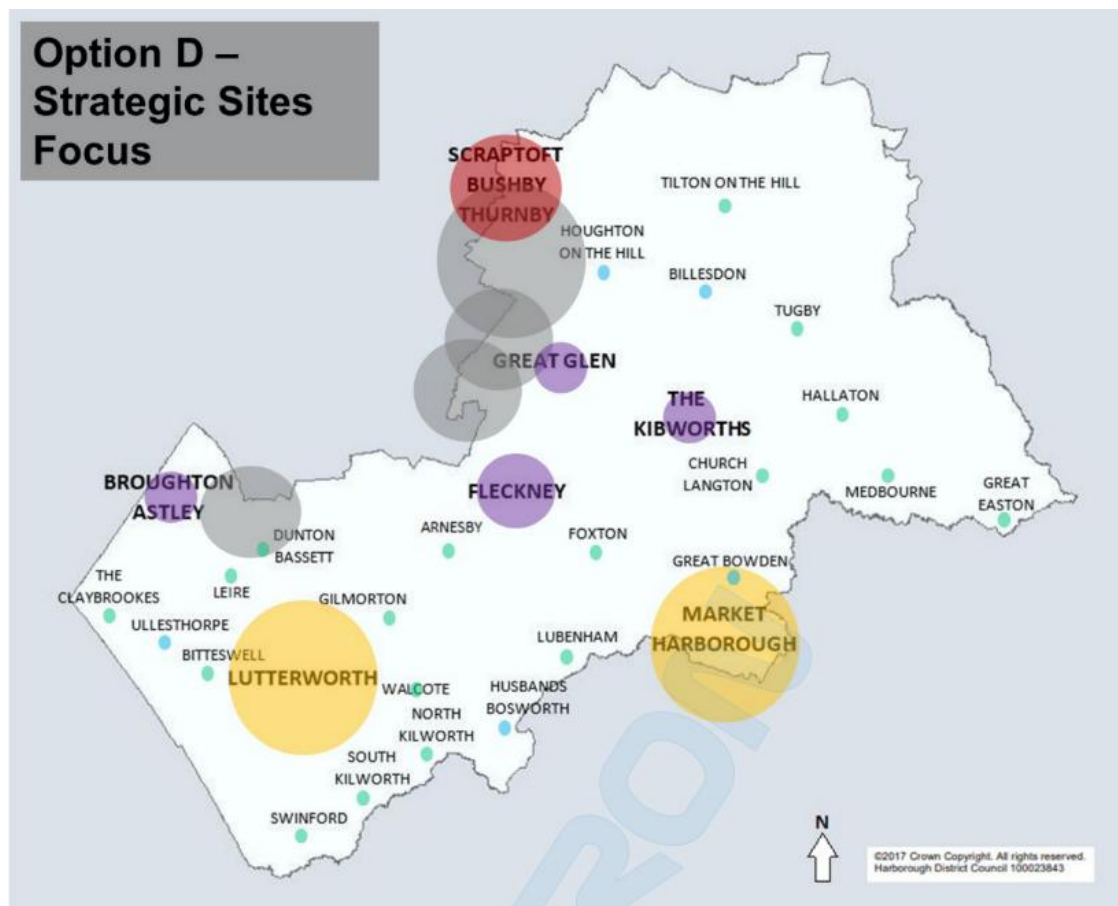 Option D –
Strategic Sites
Focus
SCRAPTOFT
BUSHBY
THURNBY
TILTON ON THE HILL
HOUGHTON
ON THE HILL
BILLESDON
TUGBY
GREAT GLEN
THE
KIBWORTHS
HALLATON
BROUGHTON
ASTLEY
FLECKNEY
CHURCH
LANGTON
MEDBOURNE
GREAT
EASTON
DUNTON
BASSETT
ARNESBY
FOXTON
GREAT BOWDEN
THE
CLAYBROOKES
LEIRE
GILMORTON
MARKET
HARBOROUGH
ULLESTHORPE
BITTESWELL
LUTTERWORTH
LUBENHAM
WALCOTE
HUSBANDS
BOSWORTH
NORTH
KILWORTH
SOUTH
KILWORTH
SWINFORD
N
©2017 Crown Copyright. All rights reserved.
Harborough District Council 100023843